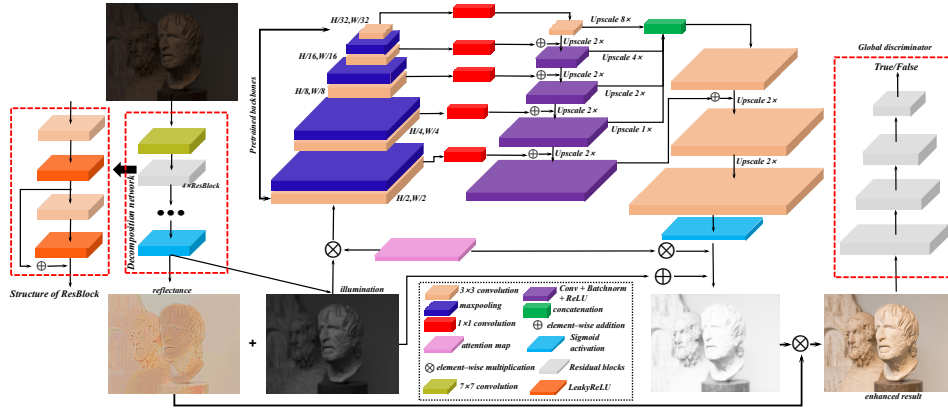 H/32,W/32
H/16,W/16
H/8,W/8
H/4,W/4
H/2,W/2
Pretrained backbones
Upscale 8×
Upscale 2×
Upscale 4×
Upscale 2×
Upscale 2×
Upscale 2×
Upscale 1×
Upscale 2×
Upscale 2×
Upscale 2×
Global discriminator
True/False
Decomposition network
4×ResBlock
Structure of ResBlock
reflectance
illumination
+
3×3 convolution
Conv + Batchnorm
+ ReLU
maxpooling
concatenation
1×1 convolution
element–wise addition
attention map
Sigmoid
activation
element–wise multiplication
Residual blocks
7×7 convolution
LeakyReLU
enhanced result